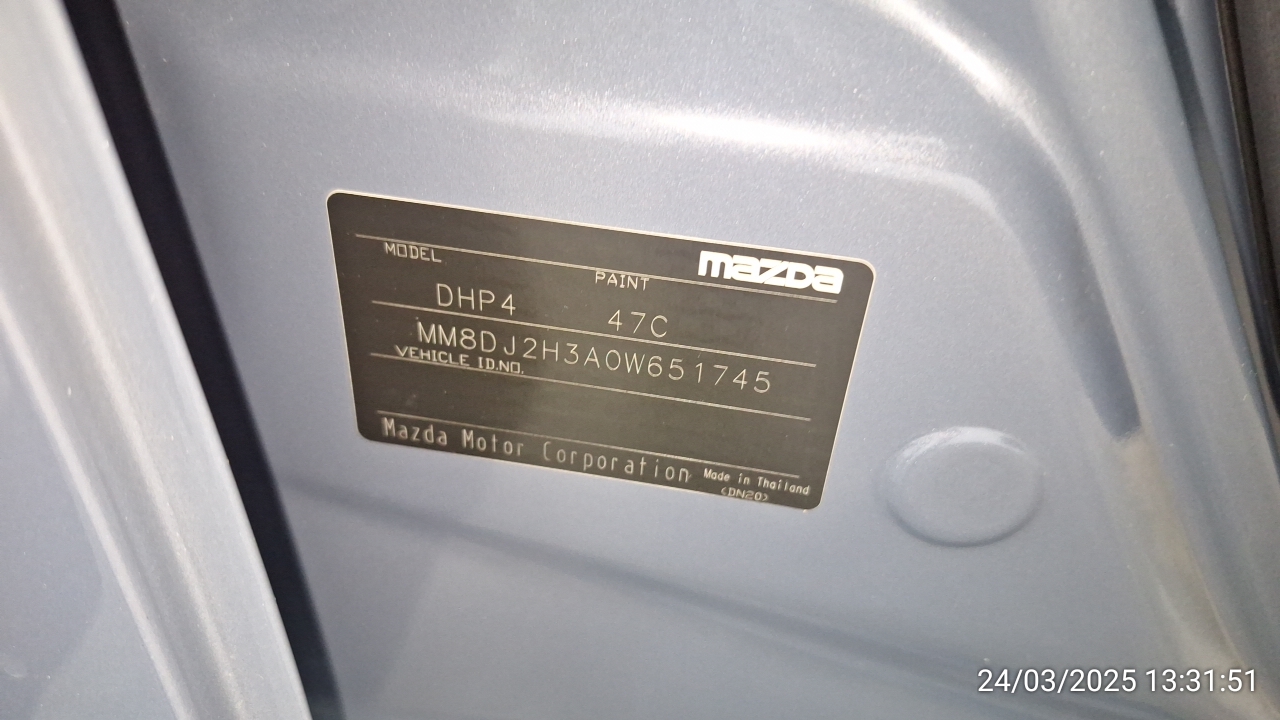 mazda
MODEL PAINT
DHP4 47C
MM8DJ2H3A0W651745
VEHICLE ID.NO.
Mazda Motor Corporation Made in Thailand
(DN20)
24/03/2025 13:31:51